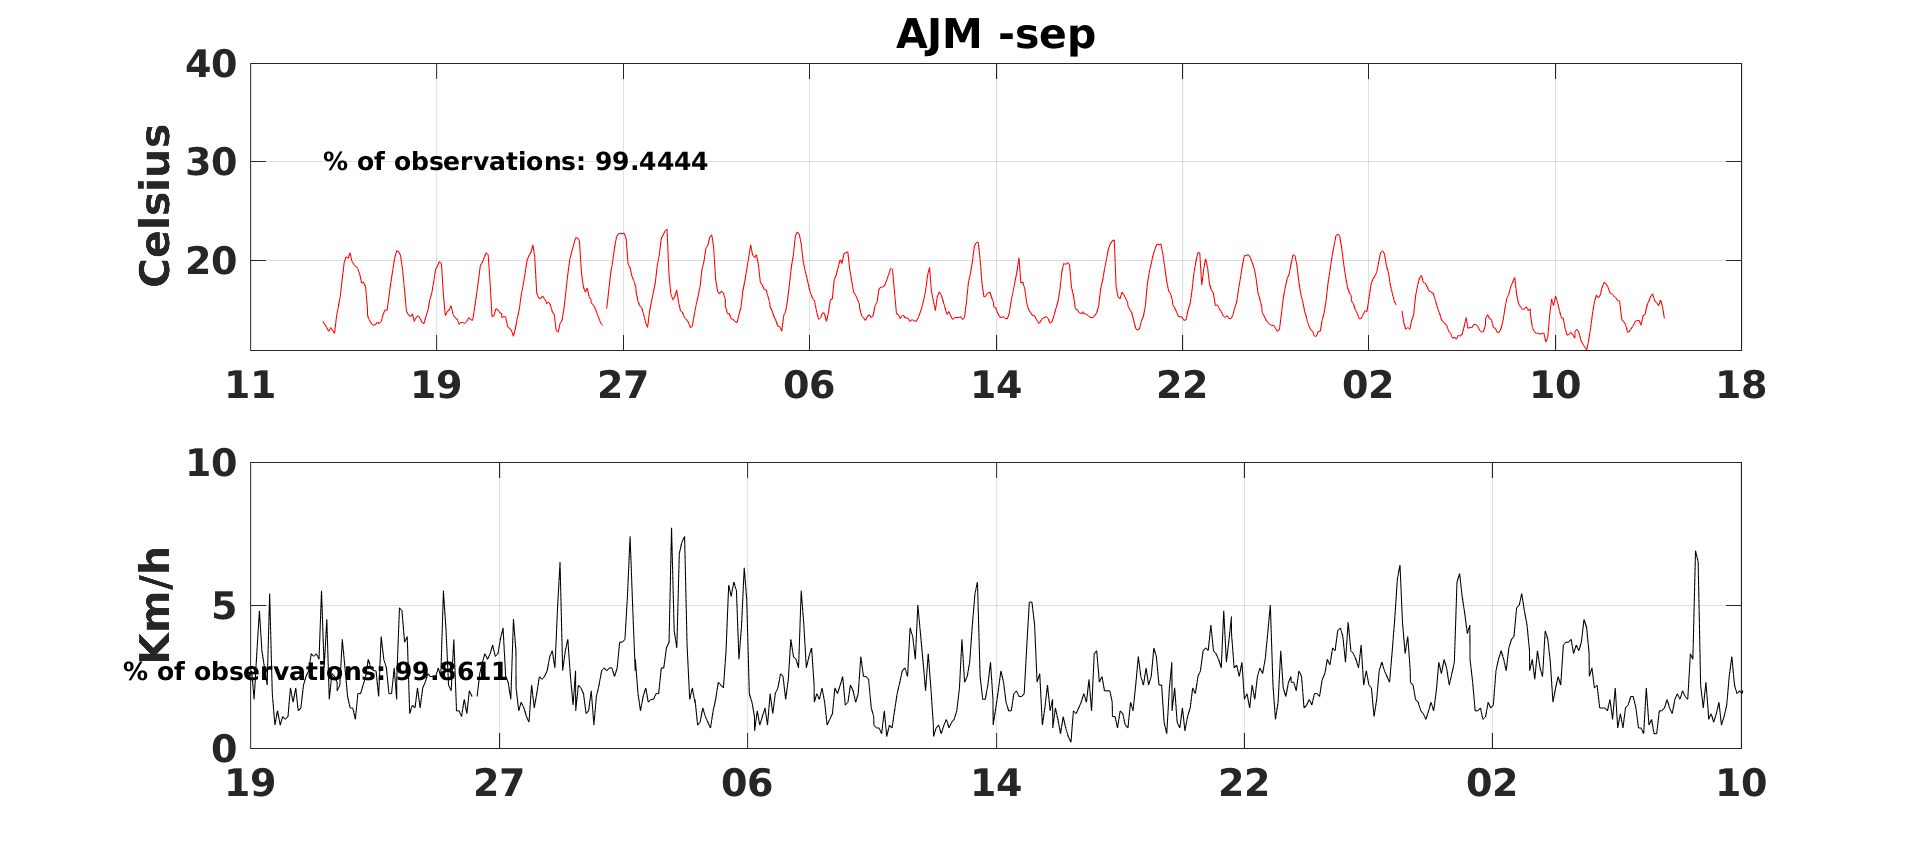 AJM -sep
Celsius
40
30
20
% of observations: 99.4444
11 19 27 06 14 22 02 10 18
Km/h
10
5
0
% of observations: 99.8611
19 27 06 14 22 02 10